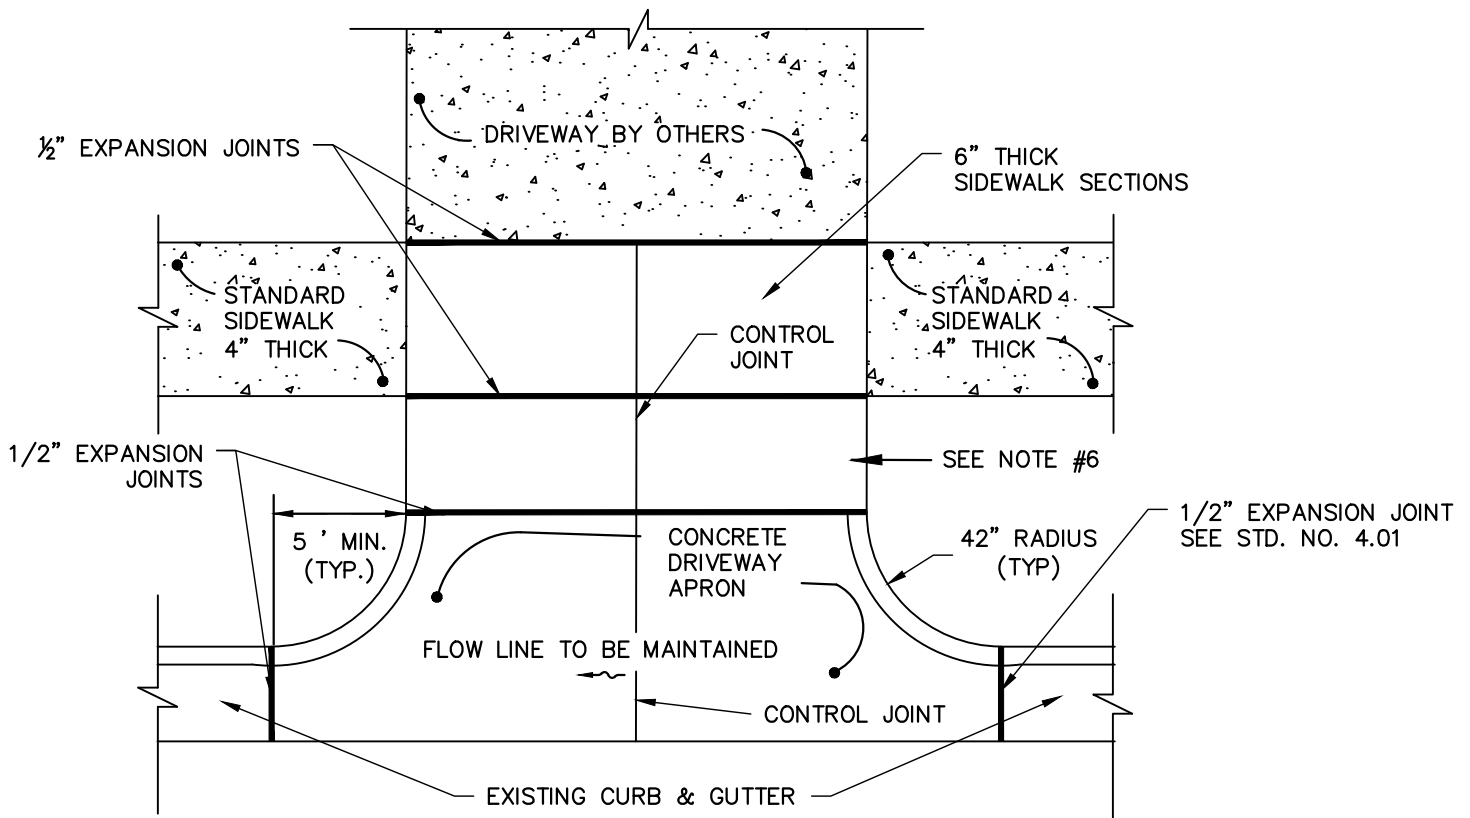 DRIVEWAY BY OTHERS
½” EXPANSION JOINTS
6” THICK
SIDEWALK SECTIONS
STANDARD
SIDEWALK
4” THICK
STANDARD
SIDEWALK
4” THICK
CONTROL
JOINT
1/2” EXPANSION
JOINTS
SEE NOTE #6
5 ' MIN.
(TYP.)
CONCRETE
DRIVEWAY
APRON
42” RADIUS
(TYP)
1/2” EXPANSION JOINT
SEE STD. NO. 4.01
FLOW LINE TO BE MAINTAINED
CONTROL JOINT
EXISTING CURB & GUTTER